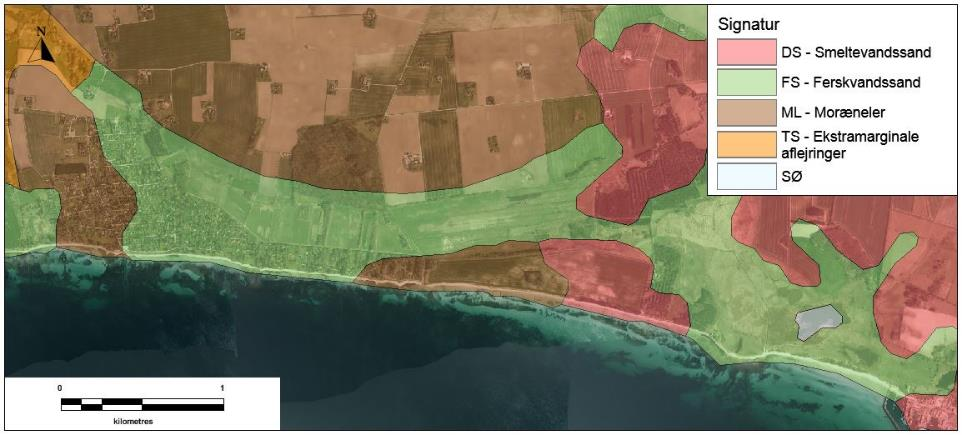 N
Signatur
DS - Smeltevandssand
FS - Ferskvandssand
ML - Moræneler
TS - Ekstramarginale
aflejringer
SØ
0 1
kilometres